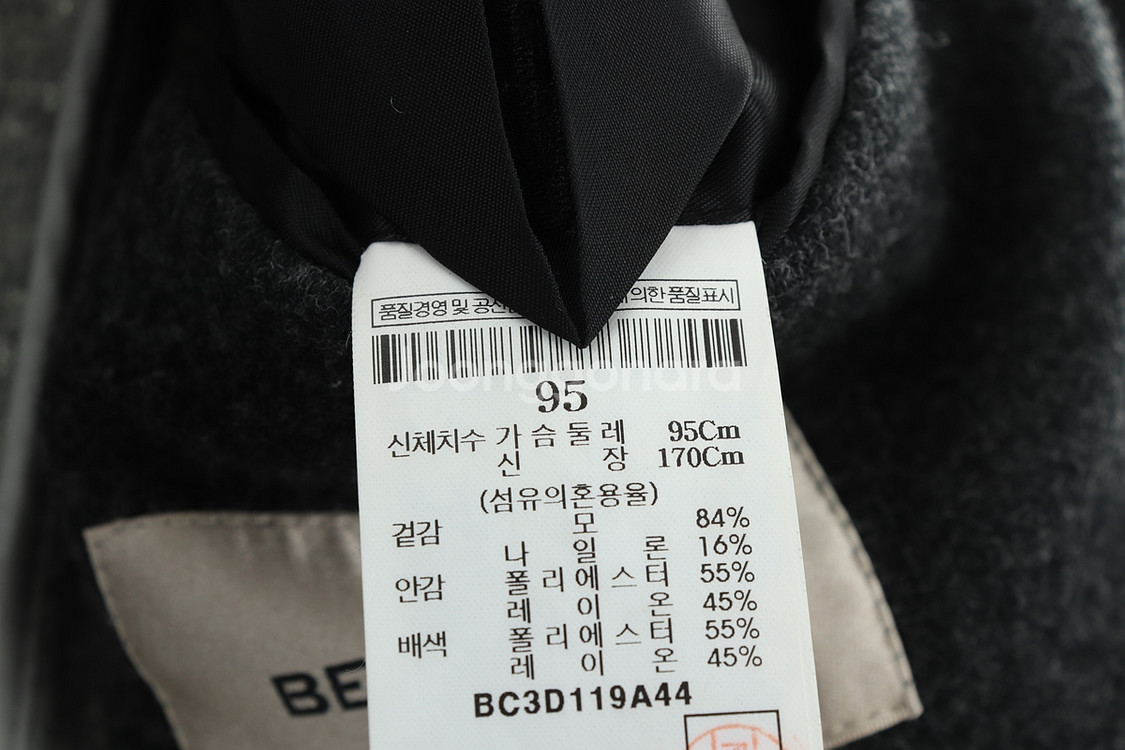 품질경영 및 공산 의한 품질표시
95
신체치수 가 슴 둘 레 95Cm
신 장 170Cm
(섬유의혼용율)
겉감 모 84%
나 일 론 16%
안감 폴 리 에 스 터 55%
레 이 온 45%
배색 폴 리 에 스 터 55%
레 이 온 45%
BC3D119A44
BE